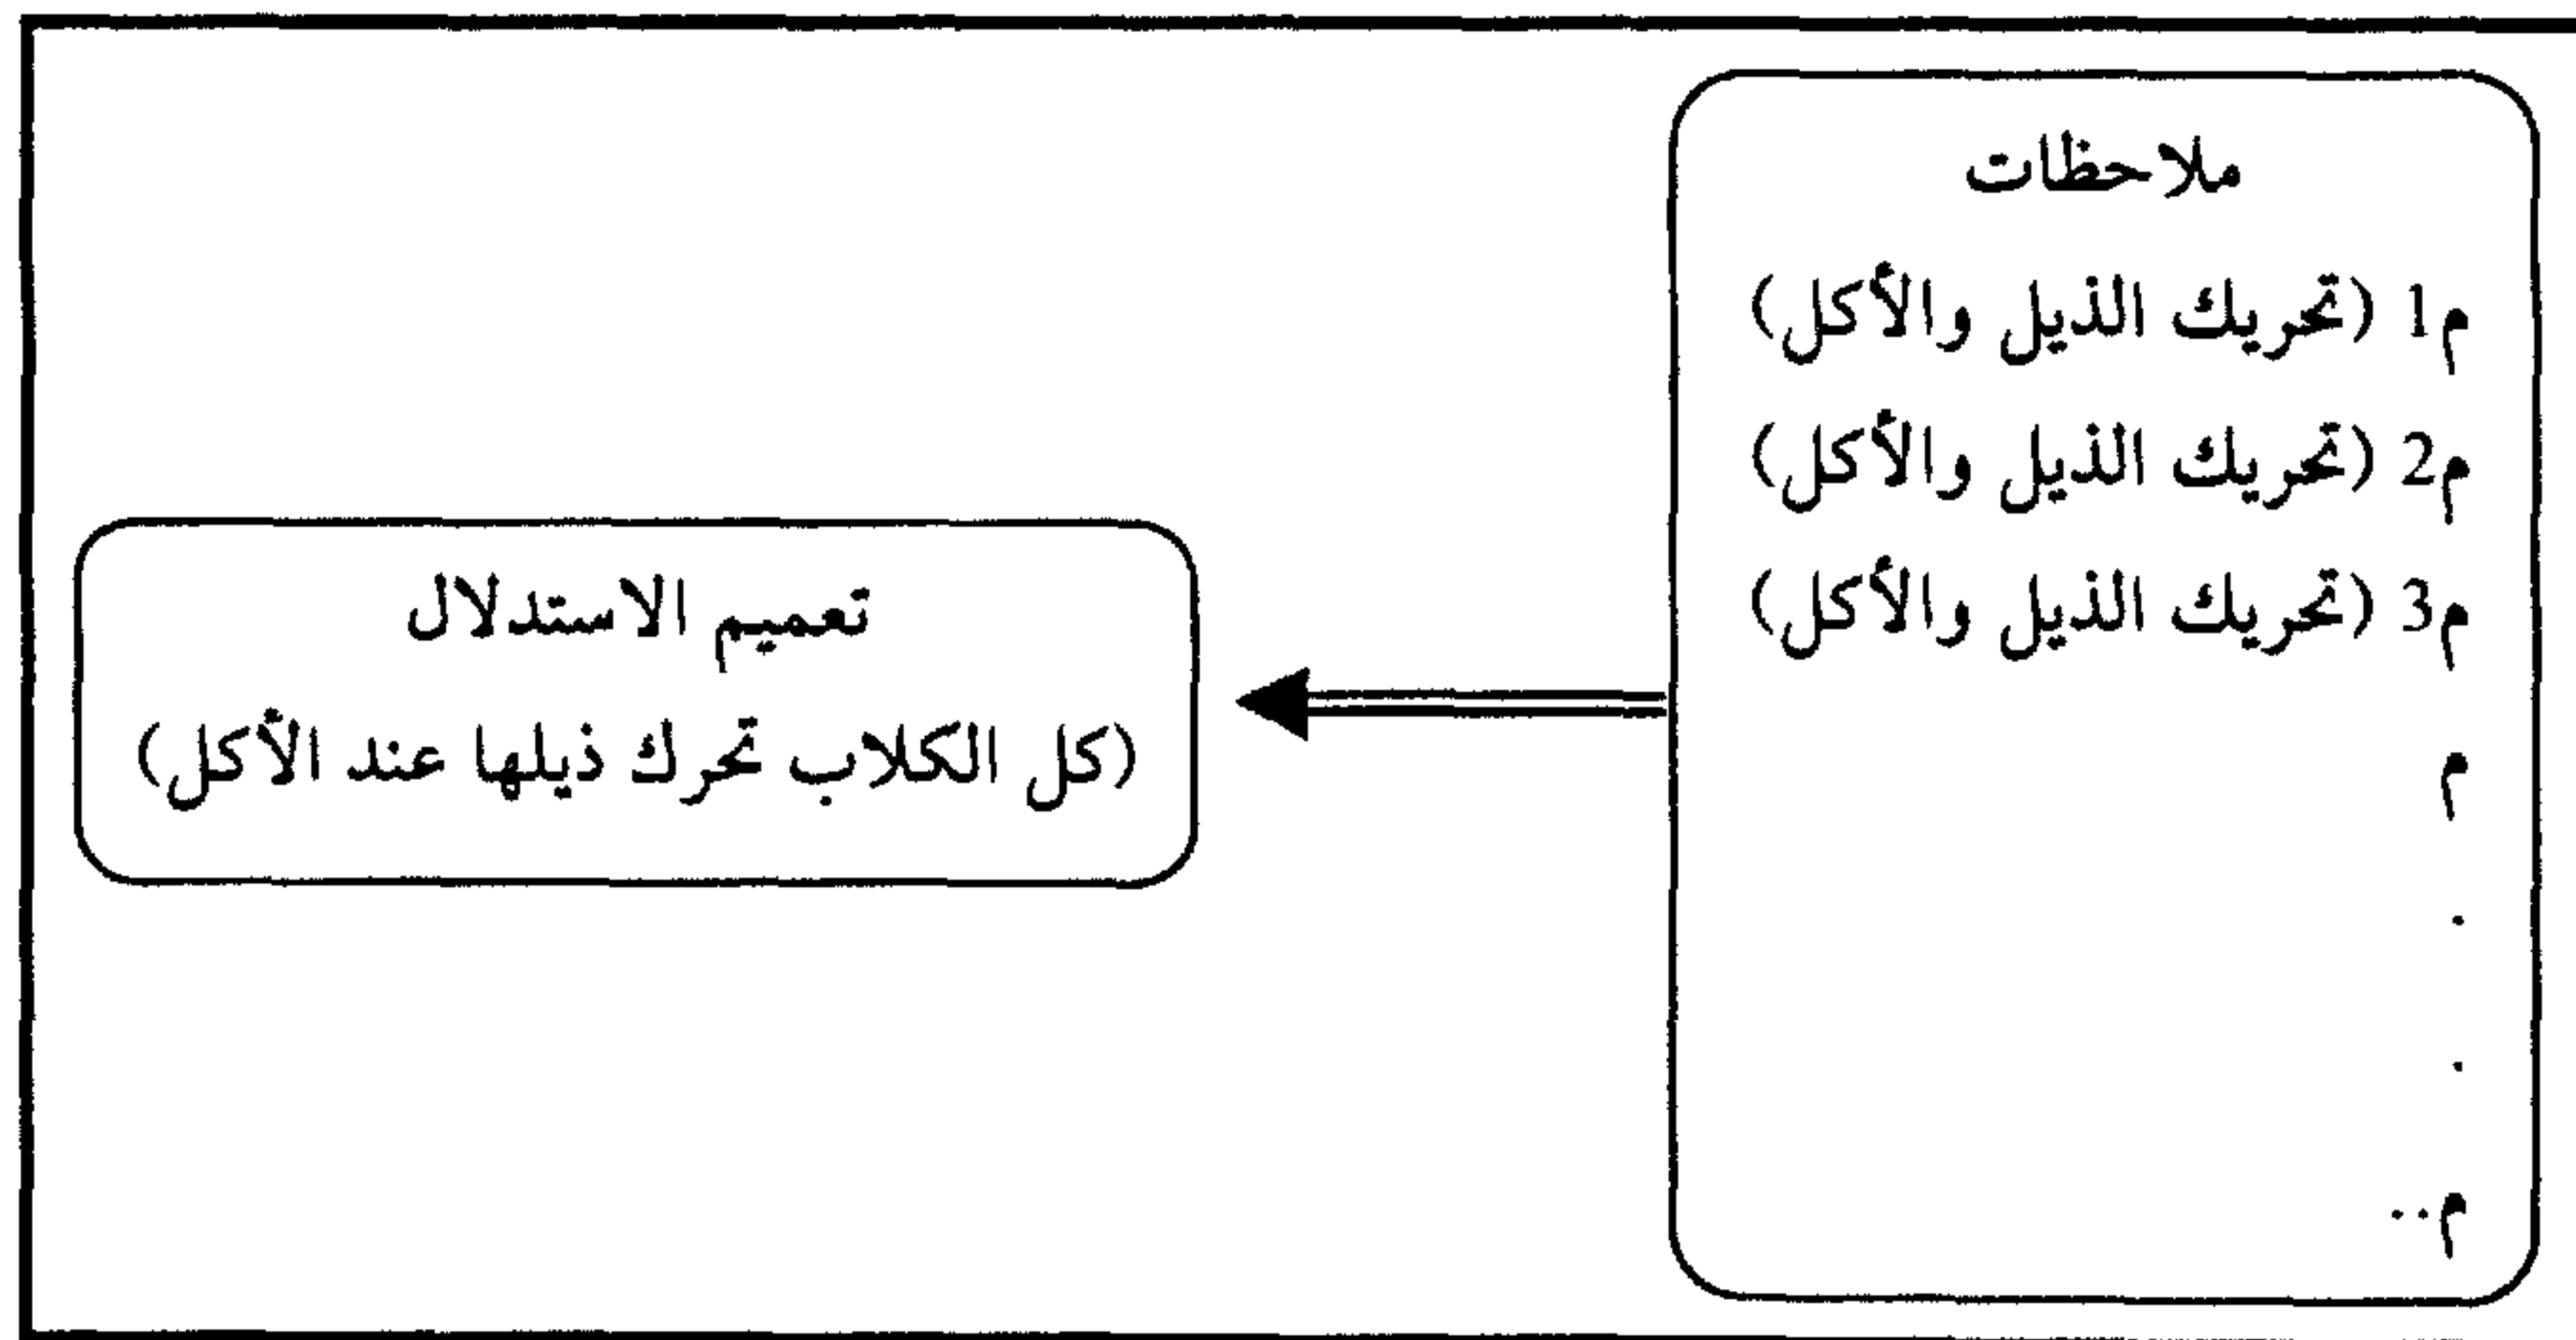 ملاحظات
م1 (تحريك الذيل والأكل)
م2 (تحريك الذيل والأكل)
م3 (تحريك الذيل والأكل)
م
.
.
م..
تعميم الاستدلال
(كل الكلاب تحرك ذيلها عند الأكل)